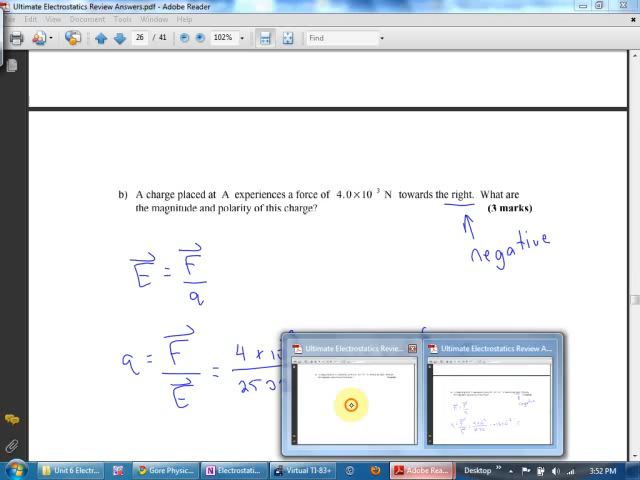 Ultimate Electrostatics Review Answers.pdf - Adobe Reader
File Edit View Document Tools Window Help
26 / 41 102% Find
b) A charge placed at A experiences a force of 4.0 × 10 ³ N towards the right. What are
the magnitude and polarity of this charge? (3 marks)
negative
E = F / q
q = F / E = 4 × 10
Ultimate Electrostatics Revie... Ultimate Electrostatics Review A...
Unit 6 Electr... Gore Physic... Electrostati... Virtual TI-83+ Adobe Rea... Desktop » 3:52 PM